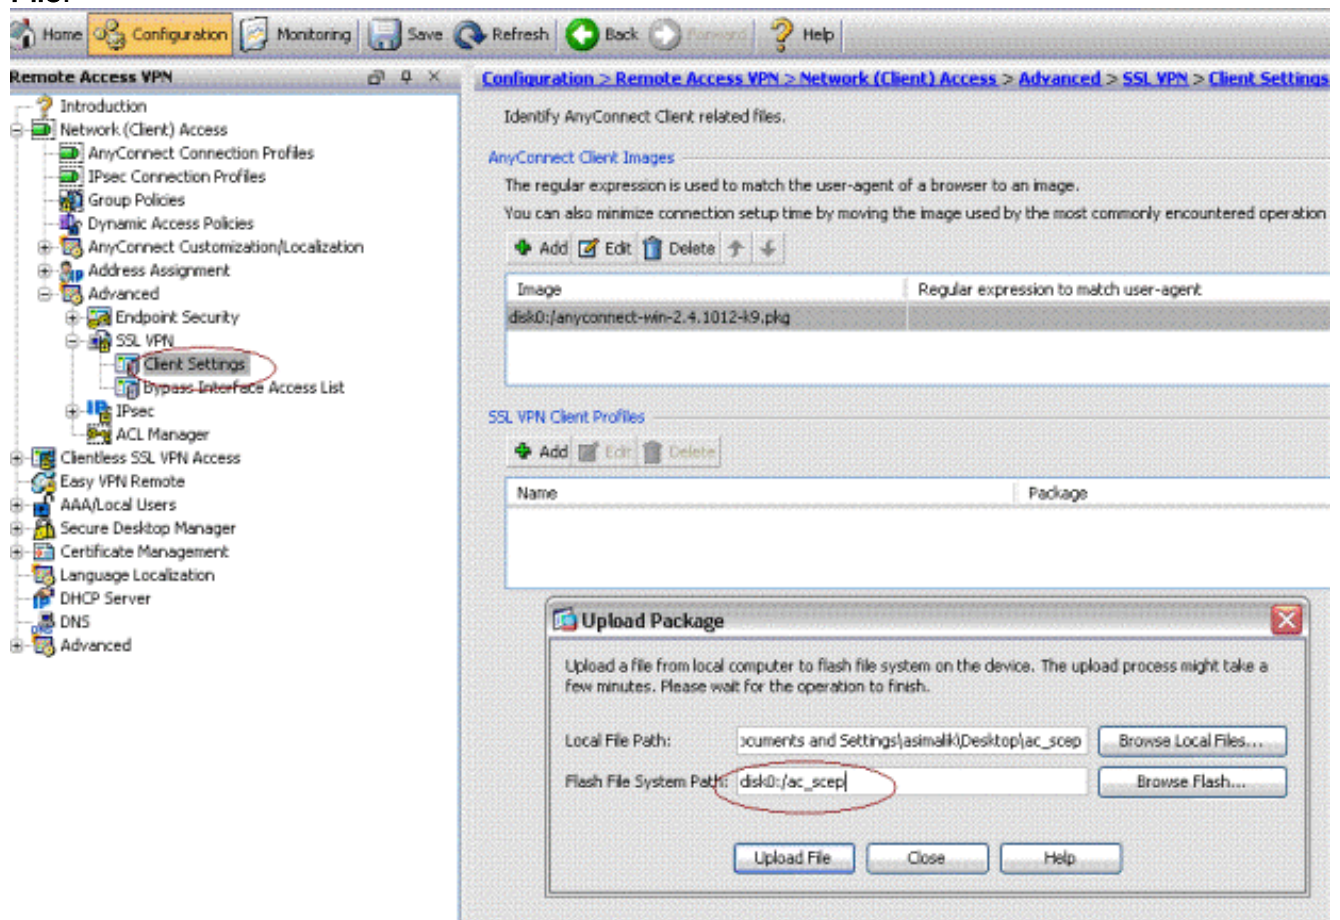 Home Configuration Monitoring Save Refresh Back Forward Help
Remote Access VPN
Introduction
Network (Client) Access
AnyConnect Connection Profiles
IPsec Connection Profiles
Group Policies
Dynamic Access Policies
AnyConnect Customization/Localization
Address Assignment
Advanced
Endpoint Security
SSL VPN
Client Settings
Bypass Interface Access List
IPsec
ACL Manager
Clientless SSL VPN Access
Easy VPN Remote
AAA/Local Users
Secure Desktop Manager
Certificate Management
Language Localization
DHCP Server
DNS
Advanced
Configuration > Remote Access VPN > Network (Client) Access > Advanced > SSL VPN > Client Settings
Identify AnyConnect Client related files.
AnyConnect Client Images
The regular expression is used to match the user-agent of a browser to an image.
You can also minimize connection setup time by moving the image used by the most commonly encountered operation
Add Edit Delete
Image Regular expression to match user-agent
disk0:/anyconnect-win-2.4.1012-k9.pkg
SSL VPN Client Profiles
Add Edit Delete
Name Package
Upload Package
Upload a file from local computer to flash file system on the device. The upload process might take a
few minutes. Please wait for the operation to finish.
Local File Path: ocuments and Settings\asimalik\Desktop\ac_scep Browse Local Files...
Flash File System Path: disk0:/ac_scep Browse Flash...
Upload File Close Help